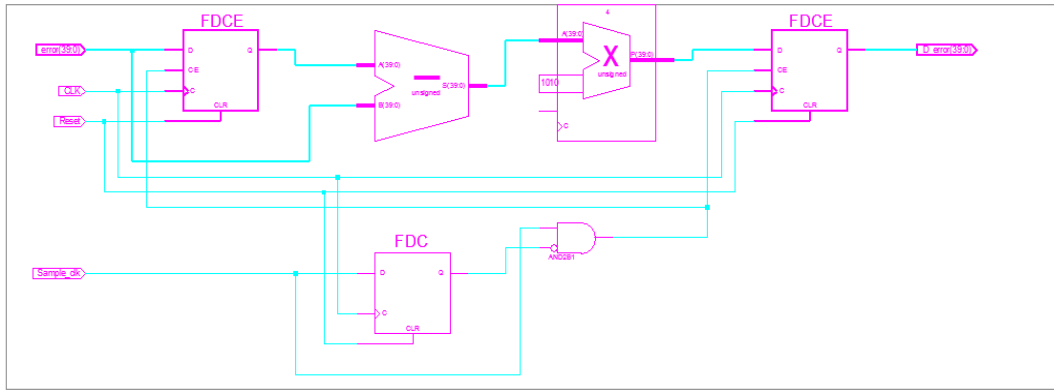 FDCE
4
FDCE
error(39:0)
D
Q
A(39:0)
A(39:0)
P(39:0)
D
Q
D_error(39:0)
CE
unsigned
S(39:0)
unsigned
CE
CLK
C
B(39:0)
1010
C
CLR
CLR
Reset
C
FDC
AND2B1
Sample_clk
D
Q
C
CLR